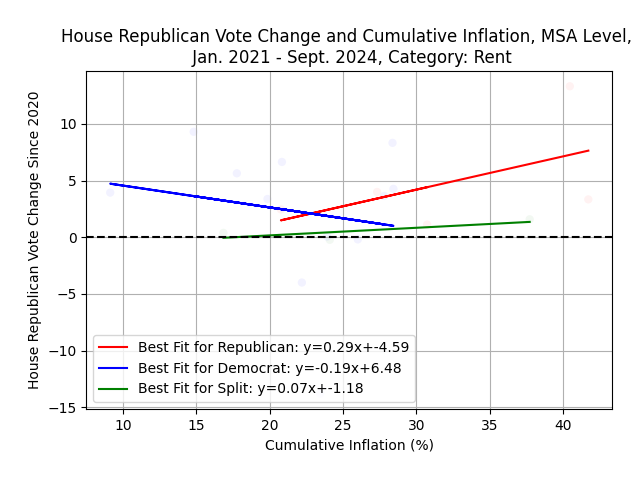 House Republican Vote Change and Cumulative Inflation, MSA Level,
Jan. 2021 - Sept. 2024, Category: Rent
House Republican Vote Change Since 2020
10
5
0
−5
−10
−15
Best Fit for Republican: y=0.29x+-4.59
Best Fit for Democrat: y=-0.19x+6.48
Best Fit for Split: y=0.07x+-1.18
10 15 20 25 30 35 40
Cumulative Inflation (%)